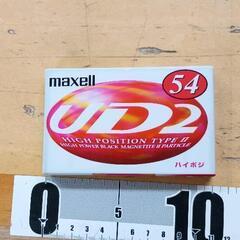 maxell
54
UD2
HIGH POSITION TYPE II
HIGH POWER BLACK MAGNETITE II PARTICLE
ハイポジ
0 5 10